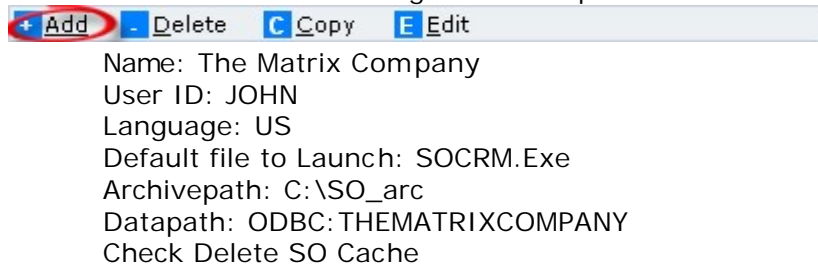 + Add - Delete C Copy E Edit
Name: The Matrix Company
User ID: JOHN
Language: US
Default file to Launch: SOCRM.Exe
Archivepath: C:\SO_arc
Datapath: ODBC:THEMATRIXCOMPANY
Check Delete SO Cache